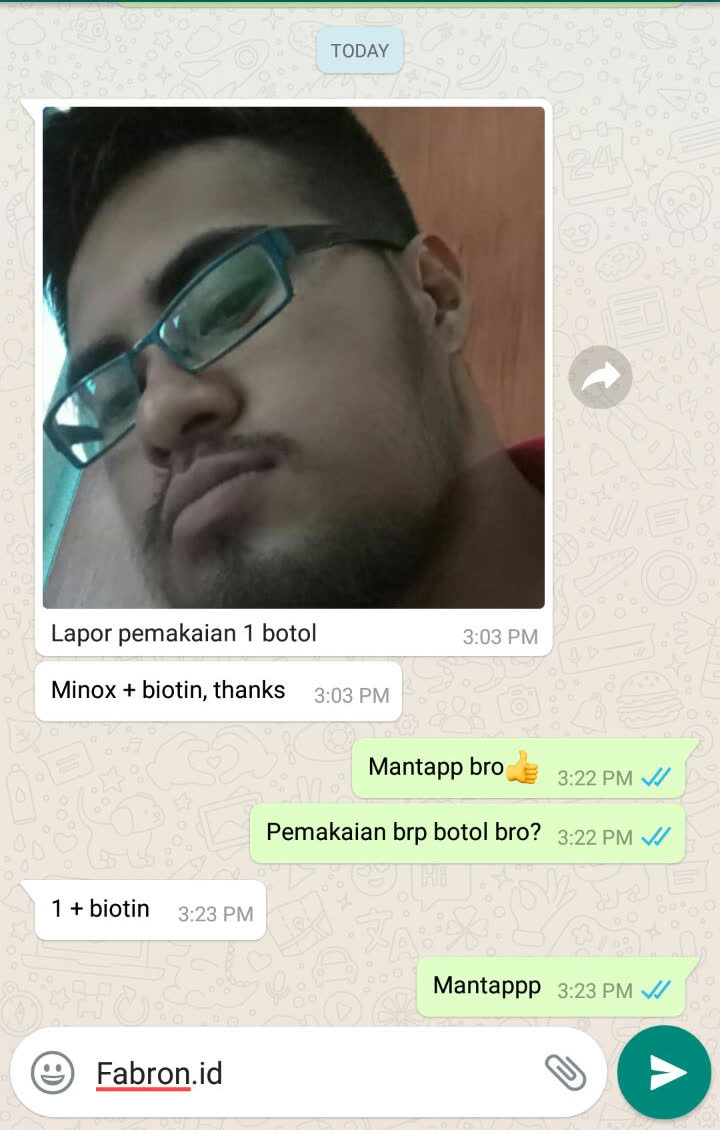 TODAY
Lapor pemakaian 1 botol 3:03 PM
Minox + biotin, thanks 3:03 PM
Mantapp bro👍 3:22 PM
Pemakaian brp botol bro? 3:22 PM
1 + biotin 3:23 PM
Mantappp 3:23 PM
Fabron.id